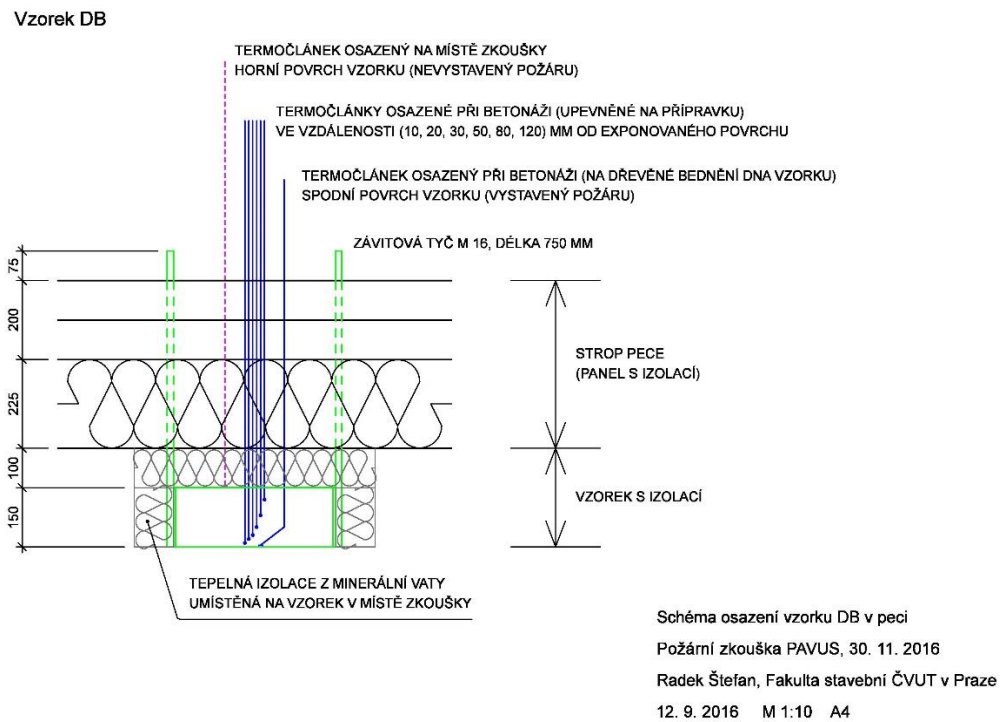 Vzorek DB
TERMOČLÁNEK OSAZENÝ NA MÍSTĚ ZKOUŠKY
HORNÍ POVRCH VZORKU (NEVYSTAVENÝ POŽÁRU)
TERMOČLÁNKY OSAZENÉ PŘI BETONÁŽI (UPEVNĚNÉ NA PŘÍPRAVKU)
VE VZDÁLENOSTI (10, 20, 30, 50, 80, 120) MM OD EXPONOVANÉHO POVRCHU
TERMOČLÁNEK OSAZENÝ PŘI BETONÁŽI (NA DŘEVĚNÉ BEDNĚNÍ DNA VZORKU)
SPODNÍ POVRCH VZORKU (VYSTAVENÝ POŽÁRU)
ZÁVITOVÁ TYČ M 16, DÉLKA 750 MM
75
200
225
100
150
STROP PECE
(PANEL S IZOLACÍ)
VZOREK S IZOLACÍ
TEPELNÁ IZOLACE Z MINERÁLNÍ VATY
UMÍSTĚNÁ NA VZOREK V MÍSTĚ ZKOUŠKY
Schéma osazení vzorku DB v peci
Požární zkouška PAVUS, 30. 11. 2016
Radek Štefan, Fakulta stavební ČVUT v Praze
12. 9. 2016 M 1:10 A4